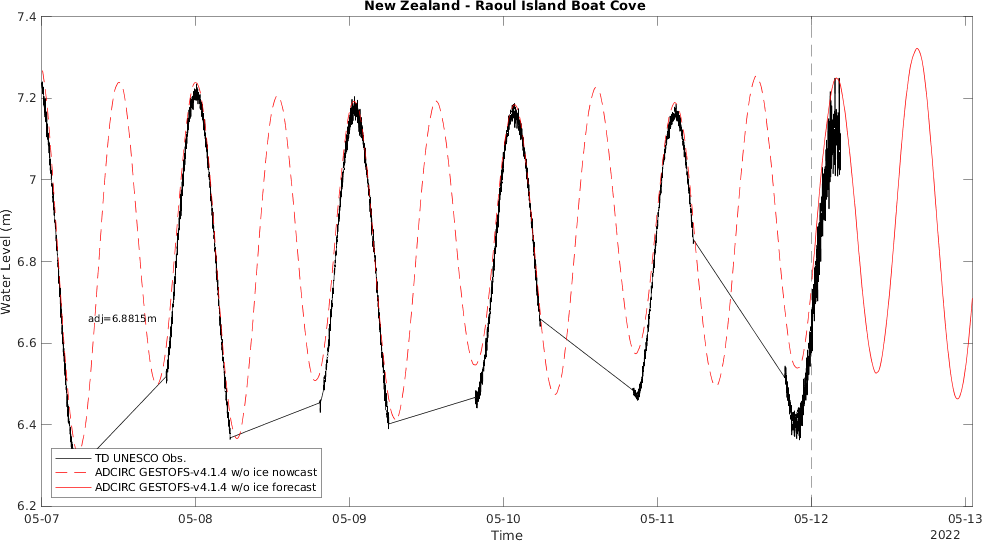 New Zealand - Raoul Island Boat Cove
7.4
7.2
7
6.8
6.6
6.4
6.2
Water Level (m)
adj=6.8815m
TD UNESCO Obs.
ADCIRC GESTOFS-v4.1.4 w/o ice nowcast
ADCIRC GESTOFS-v4.1.4 w/o ice forecast
05-07 05-08 05-09 05-10 05-11 05-12 05-13
Time
2022